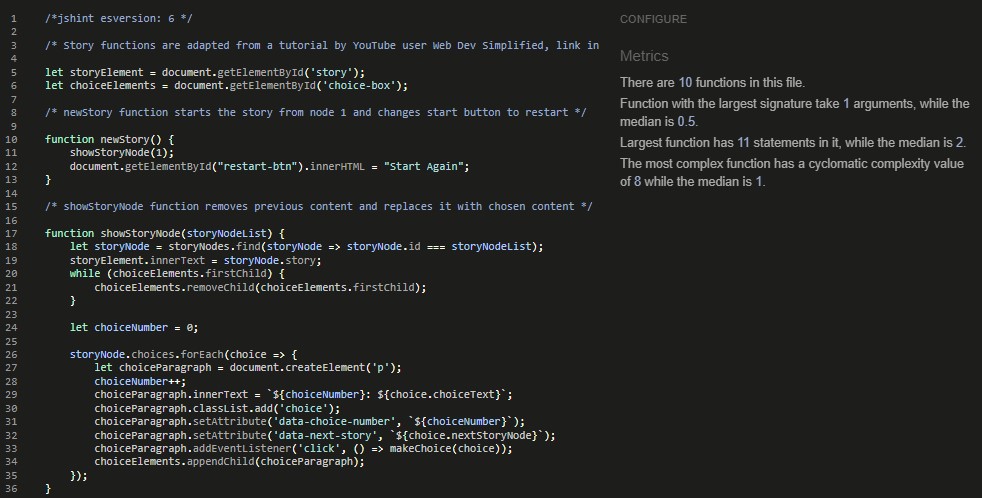 1 /*jshint esversion: 6 */
2
3 /* Story functions are adapted from a tutorial by YouTube user Web Dev Simplified, link in
4
5 let storyElement = document.getElementById('story');
6 let choiceElements = document.getElementById('choice-box');
7
8 /* newStory function starts the story from node 1 and changes start button to restart */
9
10 function newStory() {
11     showStoryNode(1);
12     document.getElementById("restart-btn").innerHTML = "Start Again";
13 }
14
15 /* showStoryNode function removes previous content and replaces it with chosen content */
16
17 function showStoryNode(storyNodeList) {
18     let storyNode = storyNodes.find(storyNode => storyNode.id === storyNodeList);
19     storyElement.innerText = storyNode.story;
20     while (choiceElements.firstChild) {
21         choiceElements.removeChild(choiceElements.firstChild);
22     }
23
24     let choiceNumber = 0;
25
26     storyNode.choices.forEach(choice => {
27         let choiceParagraph = document.createElement('p');
28         choiceNumber++;
29         choiceParagraph.innerText = `${choiceNumber}: ${choice.choiceText}`;
30         choiceParagraph.classList.add('choice');
31         choiceParagraph.setAttribute('data-choice-number', `${choiceNumber}`);
32         choiceParagraph.setAttribute('data-next-story', `${choice.nextStoryNode}`);
33         choiceParagraph.addEventListener('click', () => makeChoice(choice));
34         choiceElements.appendChild(choiceParagraph);
35     });
36 }
CONFIGURE
Metrics
There are 10 functions in this file.
Function with the largest signature take 1 arguments, while the
median is 0.5.
Largest function has 11 statements in it, while the median is 2.
The most complex function has a cyclomatic complexity value
of 8 while the median is 1.